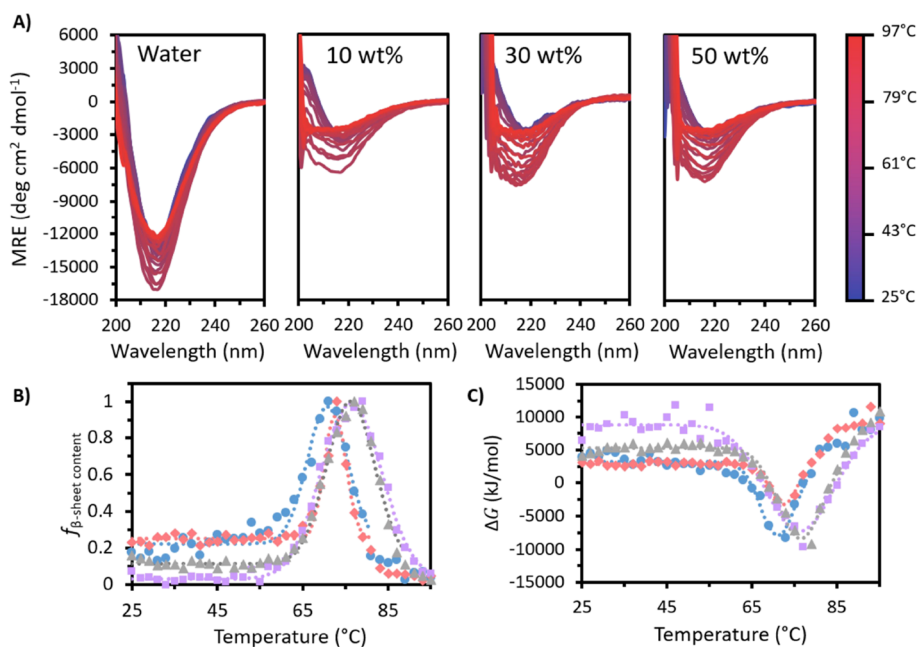 A)
6000
3000
0
-3000
-6000
-9000
-12000
-15000
-18000
MRE (deg cm² dmol⁻¹)
Water
10 wt%
30 wt%
50 wt%
200 220 240 260
200 220 240 260
200 220 240 260
200 220 240 260
Wavelength (nm)
Wavelength (nm)
Wavelength (nm)
Wavelength (nm)
97°C
79°C
61°C
43°C
25°C
B)
1
0.8
0.6
0.4
0.2
0
fβ-sheet content
25 45 65 85
Temperature (°C)
C)
15000
10000
5000
0
-5000
-10000
-15000
ΔG (kJ/mol)
25 45 65 85
Temperature (°C)